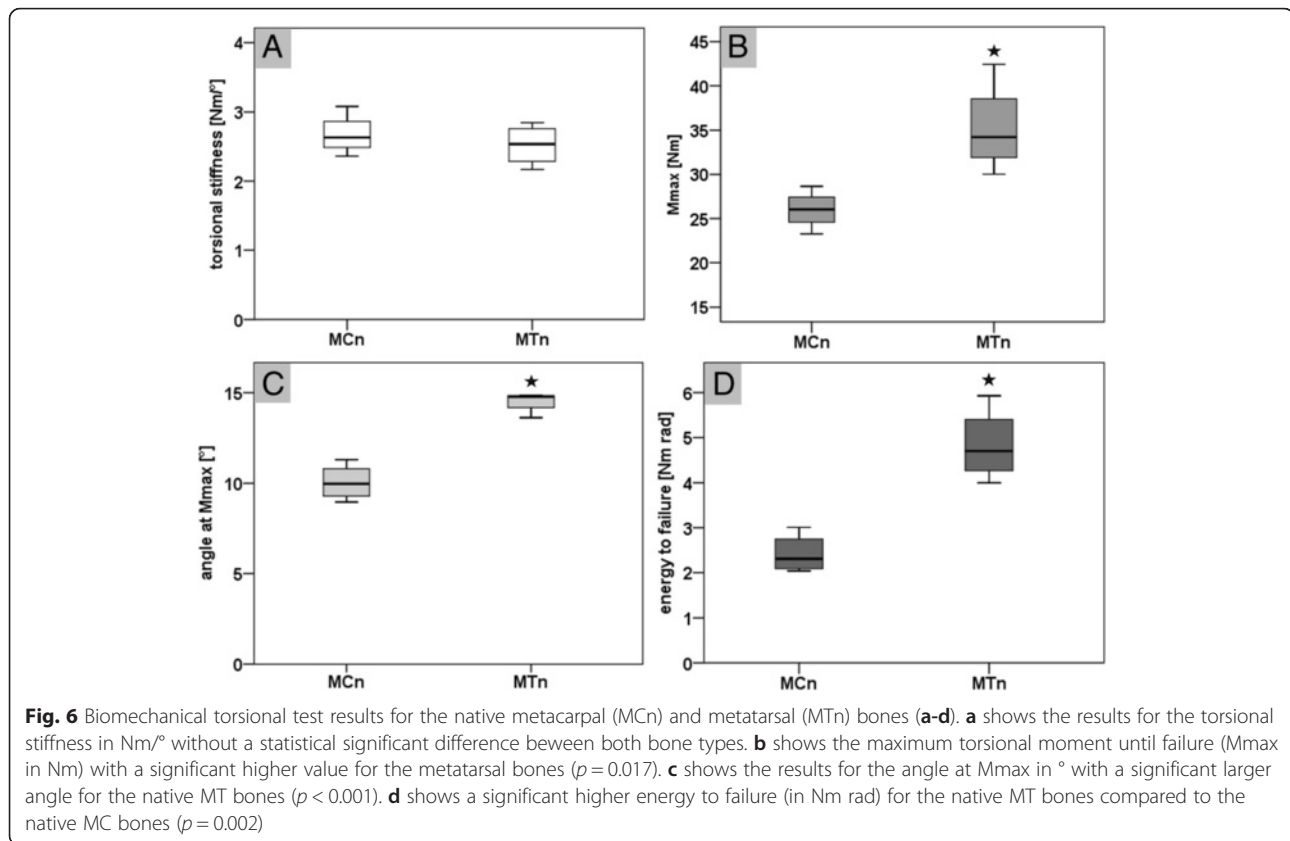 A
torsional stiffness [Nm/°]
4
3
2
1
0
MCn
MTn
B
Mmax [Nm]
45
40
35
30
25
20
15
★
MCn
MTn
C
angle at Mmax [°]
15
10
5
0
★
MCn
MTn
D
energy to failure [Nm rad]
6
5
4
3
2
1
0
★
MCn
MTn
Fig. 6 Biomechanical torsional test results for the native metacarpal (MCn) and metatarsal (MTn) bones (a-d). a shows the results for the torsional
stiffness in Nm/° without a statistical significant difference beween both bone types. b shows the maximum torsional moment until failure (Mmax
in Nm) with a significant higher value for the metatarsal bones (p = 0.017). c shows the results for the angle at Mmax in ° with a significant larger
angle for the native MT bones (p < 0.001). d shows a significant higher energy to failure (in Nm rad) for the native MT bones compared to the
native MC bones (p = 0.002)